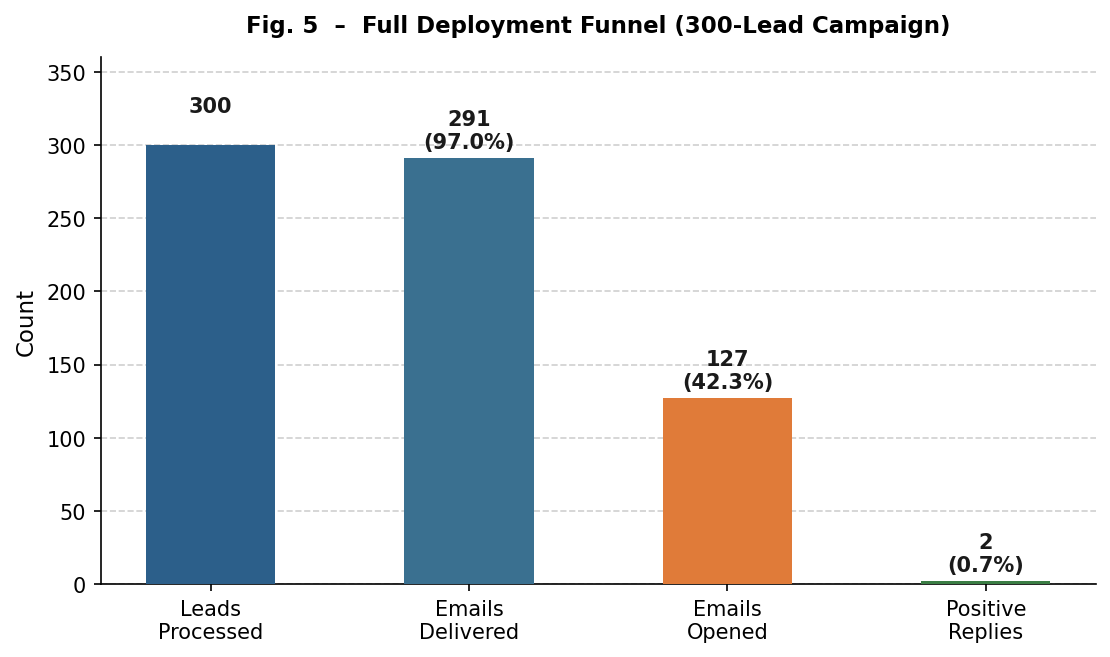 Fig. 5 – Full Deployment Funnel (300-Lead Campaign)
350
300
250
200
150
100
50
0
Count
300
291
(97.0%)
127
(42.3%)
2
(0.7%)
Leads
Processed
Emails
Delivered
Emails
Opened
Positive
Replies